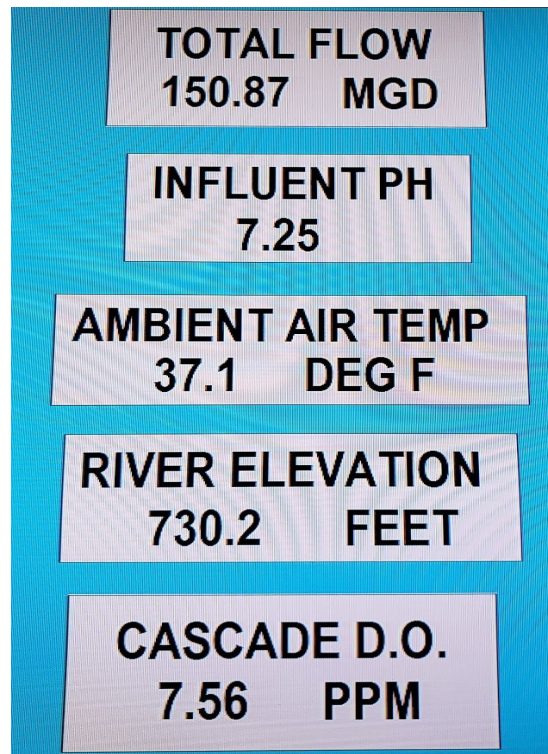 TOTAL FLOW
150.87 MGD
INFLUENT PH
7.25
AMBIENT AIR TEMP
37.1 DEG F
RIVER ELEVATION
730.2 FEET
CASCADE D.O.
7.56 PPM